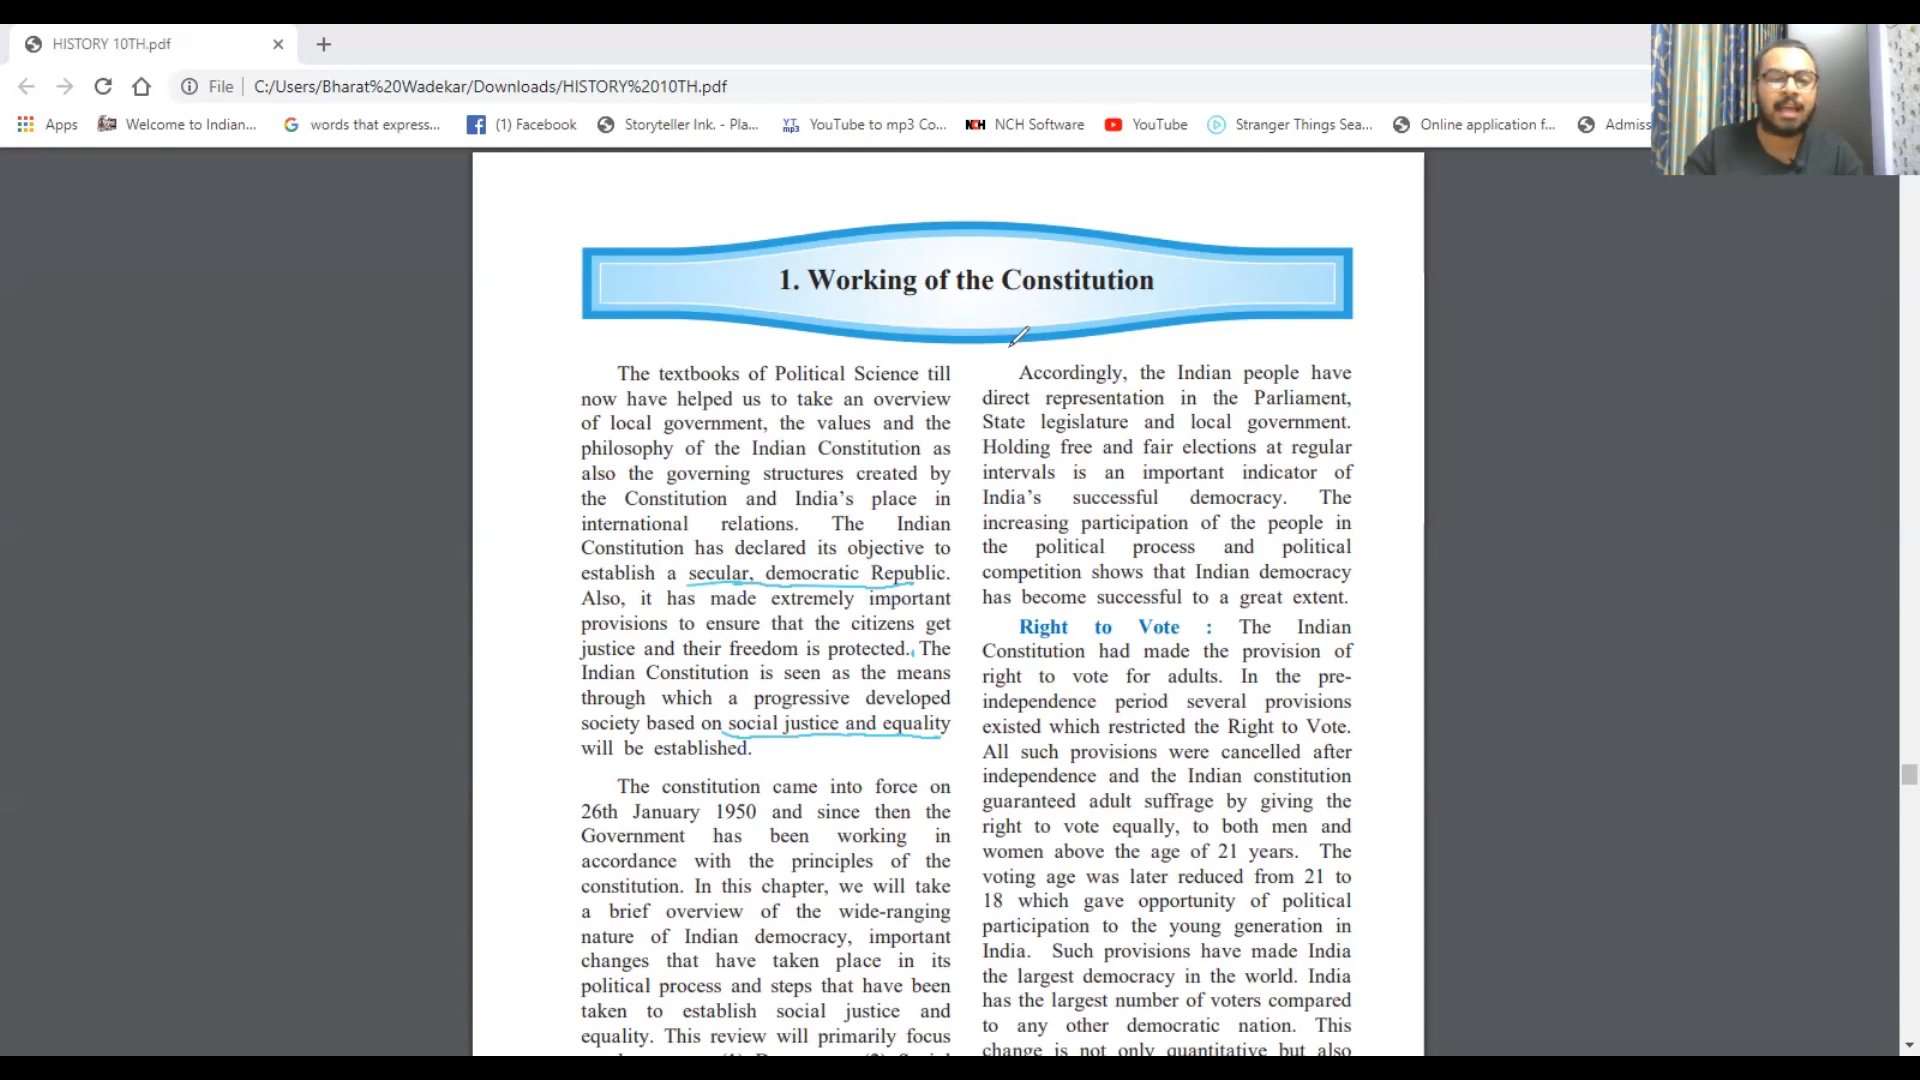 HISTORY 10TH.pdf
File
C:/Users/Bharat%20Wadekar/Downloads/HISTORY%2010TH.pdf
Apps
Welcome to Indian...
words that express...
(1) Facebook
Storyteller Ink. - Pla...
YouTube to mp3 Co...
NCH Software
YouTube
Stranger Things Sea...
Online application f...
Admiss
1. Working of the Constitution
The textbooks of Political Science till
now have helped us to take an overview
of local government, the values and the
philosophy of the Indian Constitution as
also the governing structures created by
the Constitution and India's place in
international relations. The Indian
Constitution has declared its objective to
establish a secular, democratic Republic.
Also, it has made extremely important
provisions to ensure that the citizens get
justice and their freedom is protected. The
Indian Constitution is seen as the means
through which a progressive developed
society based on social justice and equality
will be established.
The constitution came into force on
26th January 1950 and since then the
Government has been working in
accordance with the principles of the
constitution. In this chapter, we will take
a brief overview of the wide-ranging
nature of Indian democracy, important
changes that have taken place in its
political process and steps that have been
taken to establish social justice and
equality. This review will primarily focus
Accordingly, the Indian people have
direct representation in the Parliament,
State legislature and local government.
Holding free and fair elections at regular
intervals is an important indicator of
India's successful democracy. The
increasing participation of the people in
the political process and political
competition shows that Indian democracy
has become successful to a great extent.
Right to Vote : The Indian
Constitution had made the provision of
right to vote for adults. In the pre-
independence period several provisions
existed which restricted the Right to Vote.
All such provisions were cancelled after
independence and the Indian constitution
guaranteed adult suffrage by giving the
right to vote equally, to both men and
women above the age of 21 years. The
voting age was later reduced from 21 to
18 which gave opportunity of political
participation to the young generation in
India. Such provisions have made India
the largest democracy in the world. India
has the largest number of voters compared
to any other democratic nation. This
change is not only quantitative but also